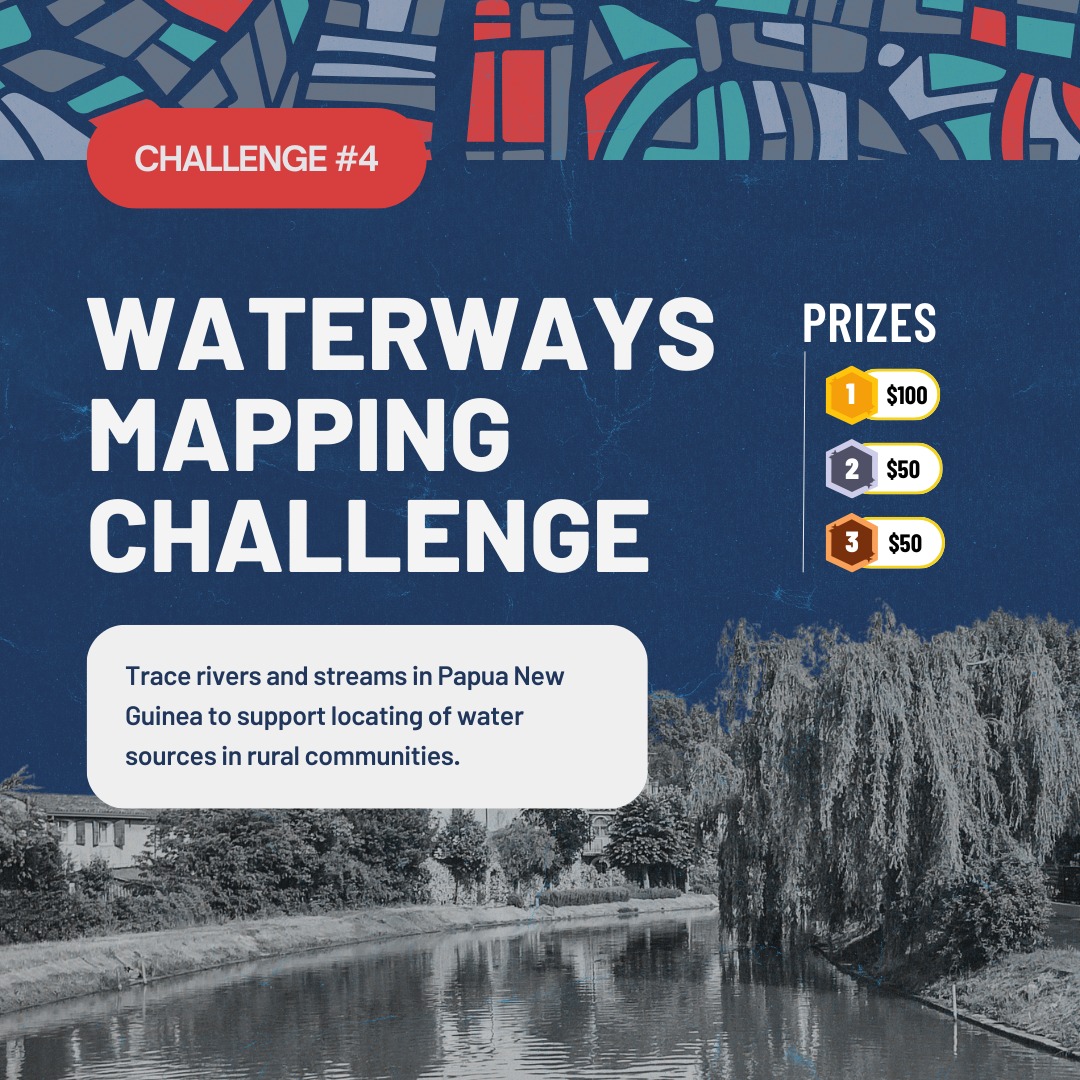 CHALLENGE #4
WATERWAYS
MAPPING
CHALLENGE
PRIZES
1 $100
2 $50
3 $50
Trace rivers and streams in Papua New
Guinea to support locating of water
sources in rural communities.